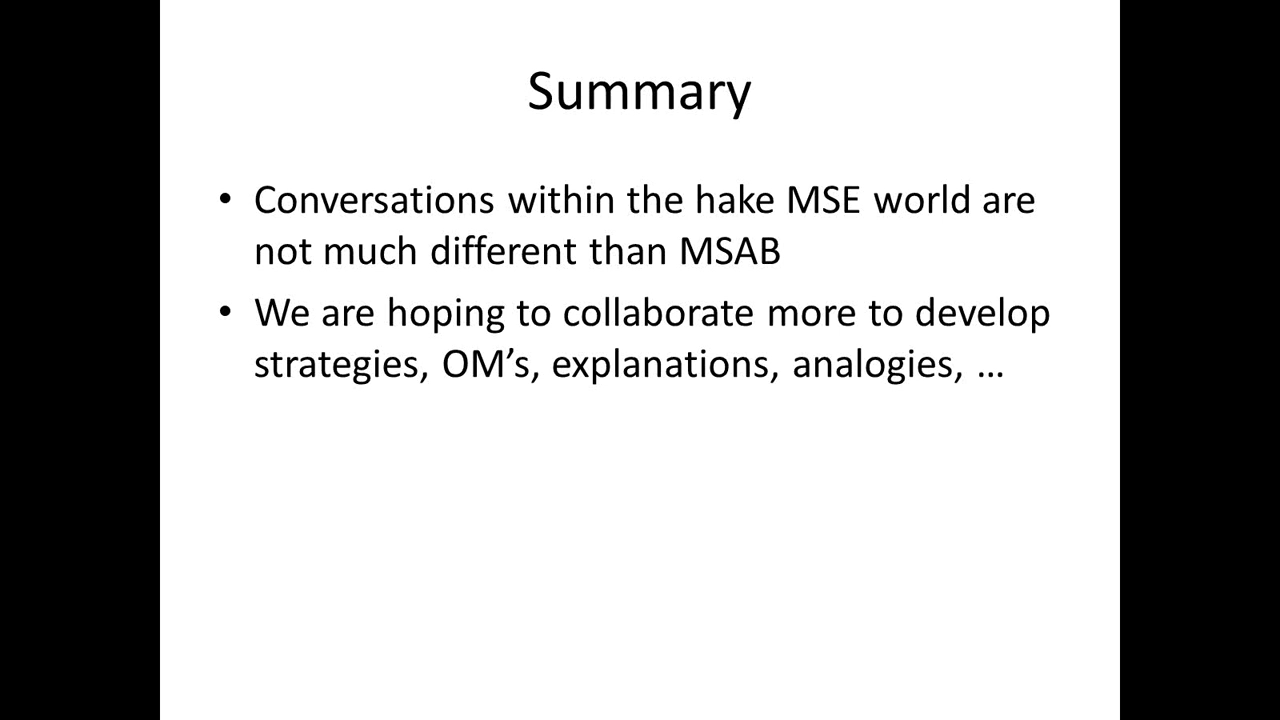 Summary
• Conversations within the hake MSE world are
not much different than MSAB
• We are hoping to collaborate more to develop
strategies, OM’s, explanations, analogies, …